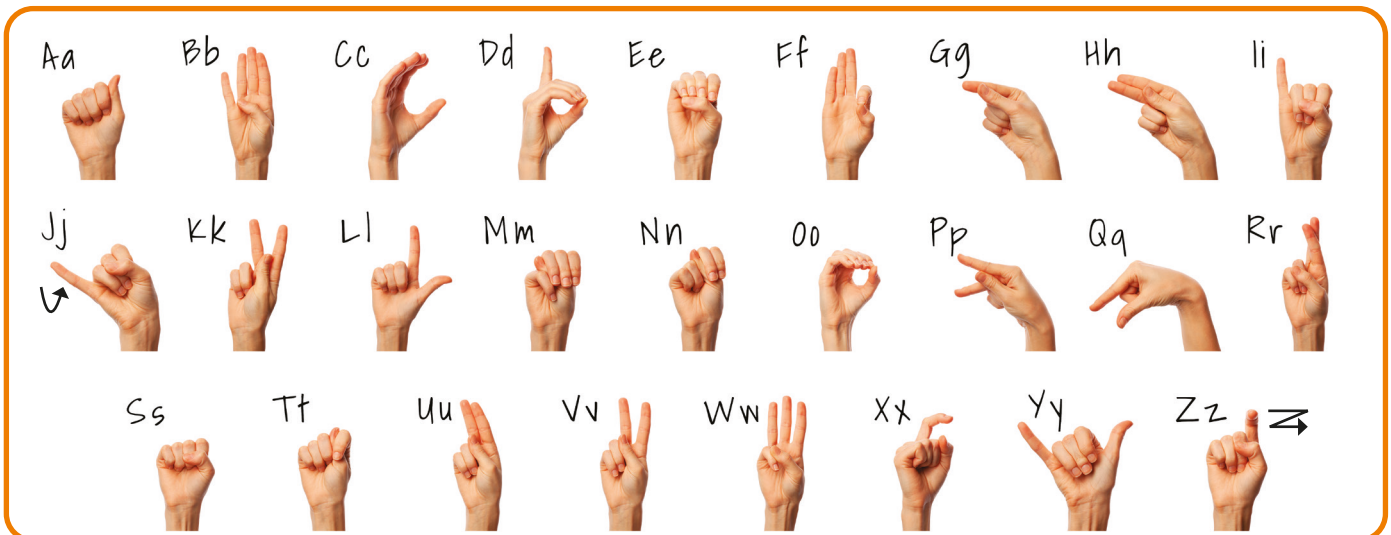 Aa Bb Cc Dd Ee Ff Gg Hh Ii
Jj Kk Ll Mm Nn Oo Pp Qq Rr
Ss Tt Uu Vv Ww Xx Yy Zz